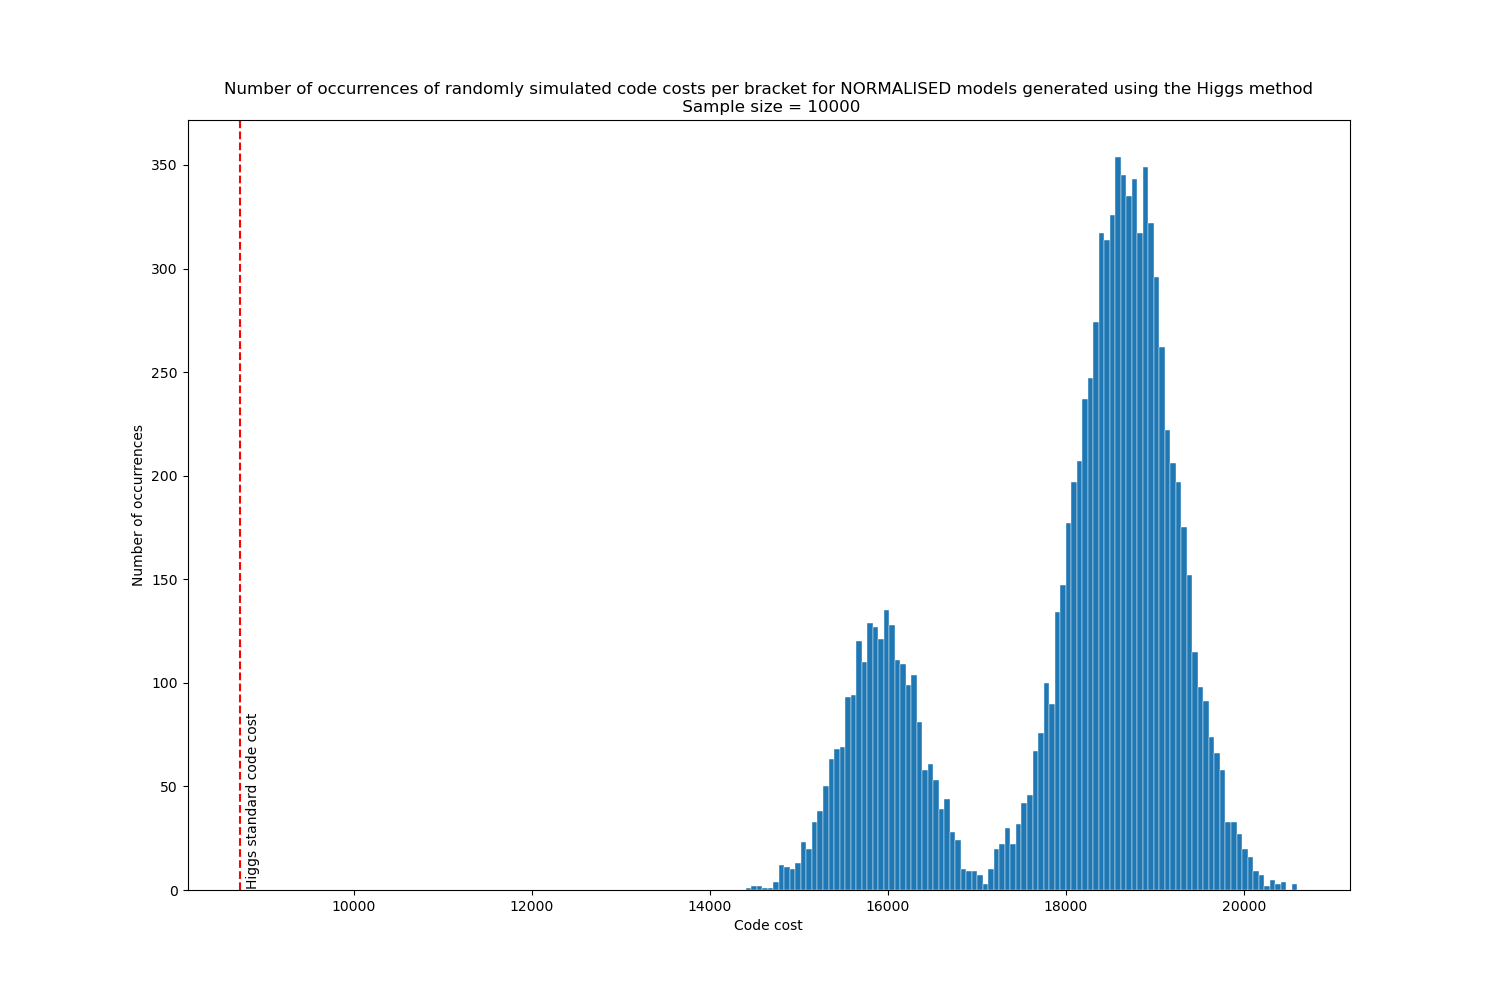 Number of occurrences of randomly simulated code costs per bracket for NORMALISED models generated using the Higgs method
Sample size = 10000
350
300
250
200
150
100
50
0
Number of occurrences
Higgs standard code cost
10000
12000
14000
16000
18000
20000
Code cost